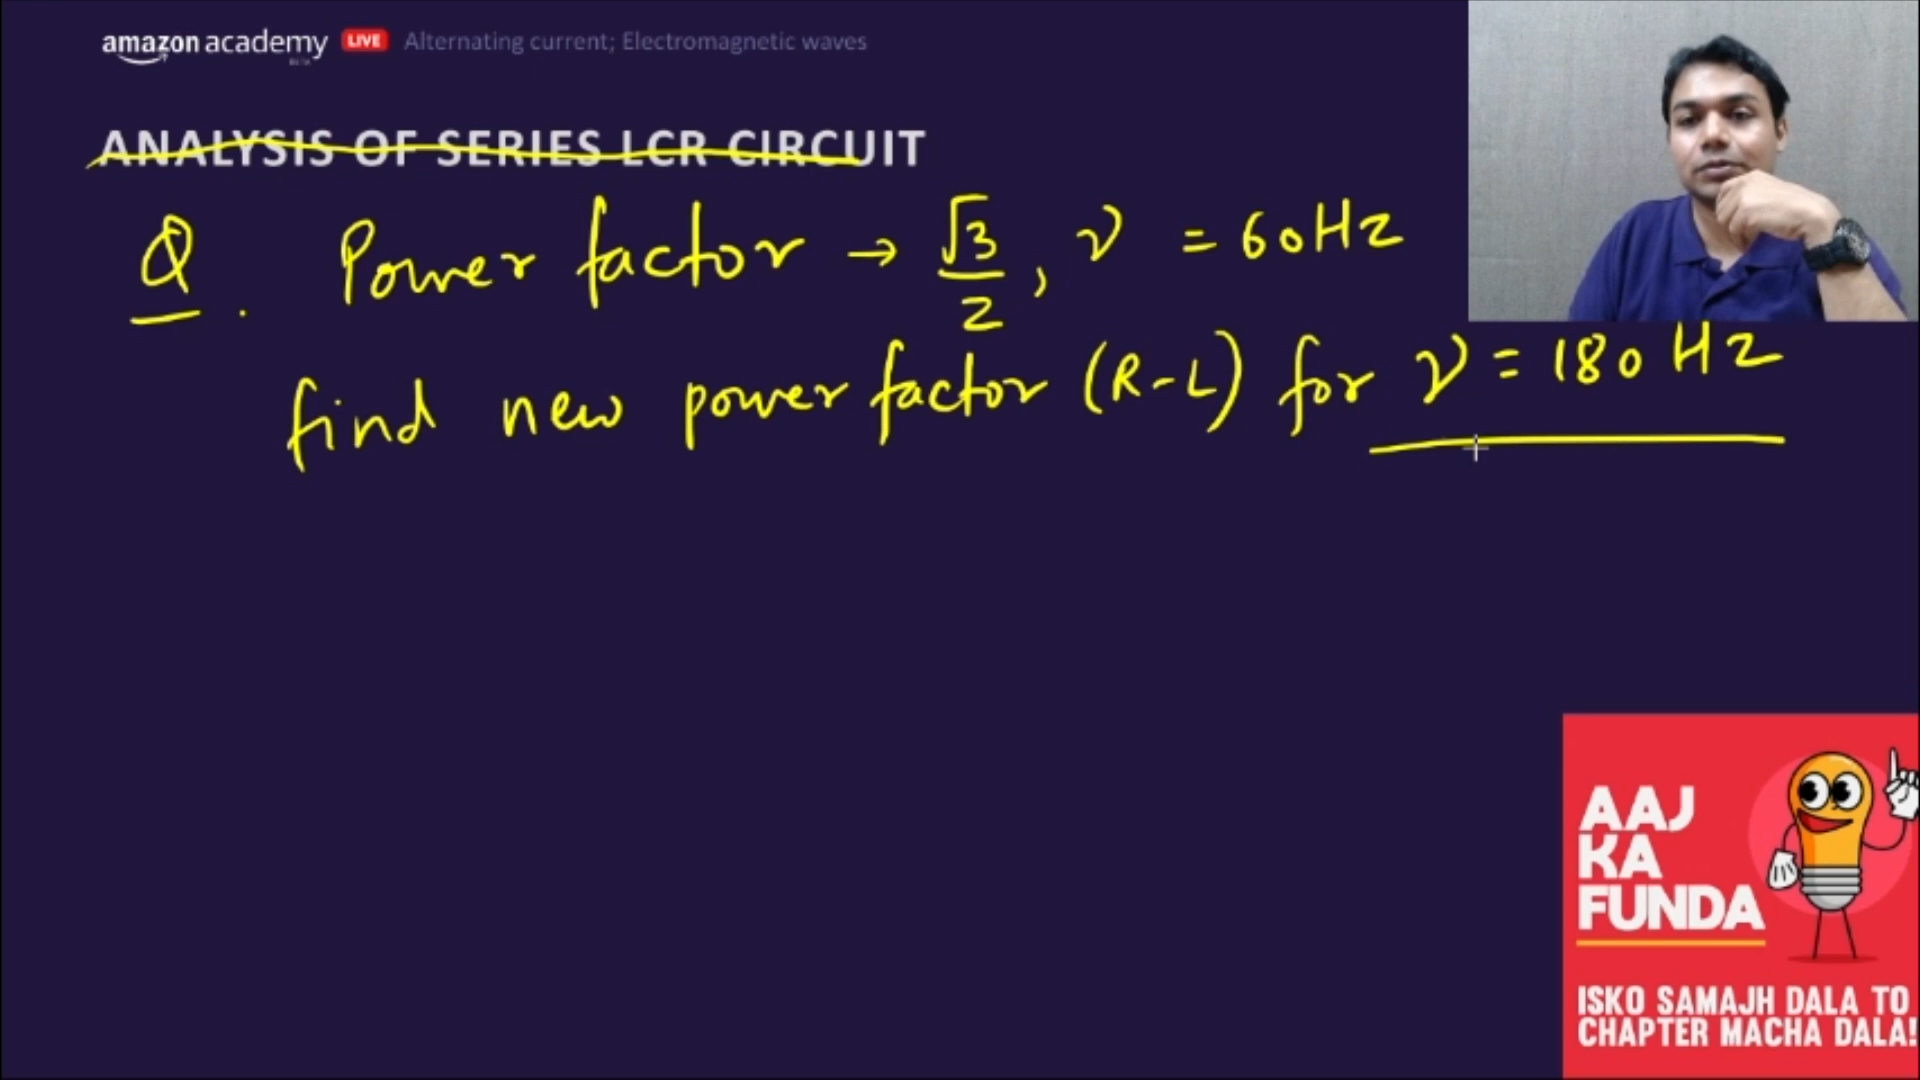 amazon academy LIVE Alternating current; Electromagnetic waves
BETA
ANALYSIS OF SERIES LCR CIRCUIT
Q. Power factor → √3/2, ν = 60Hz
find new power factor (R-L) for ν = 180 Hz
AAJ
KA
FUNDA
ISKO SAMAJH DALA TO
CHAPTER MACHA DALA!